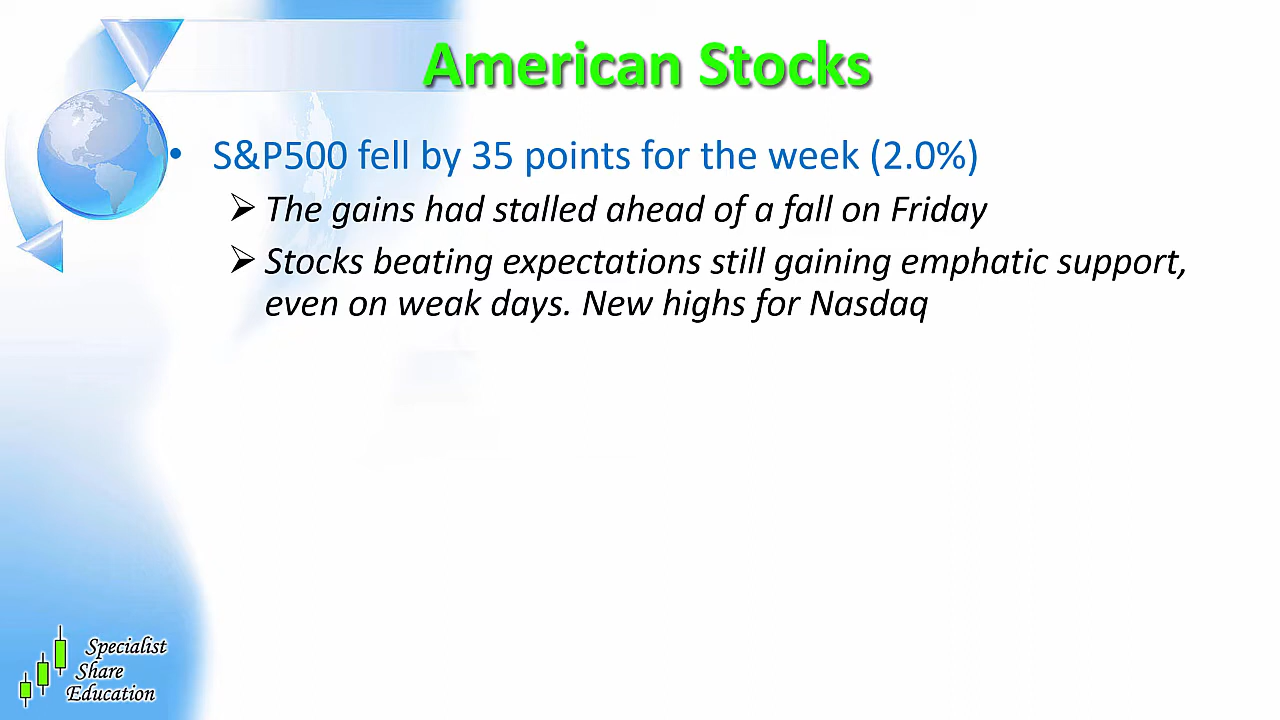 American Stocks
• S&P500 fell by 35 points for the week (2.0%)
➢ The gains had stalled ahead of a fall on Friday
➢ Stocks beating expectations still gaining emphatic support,
even on weak days. New highs for Nasdaq
Specialist
Share
Education